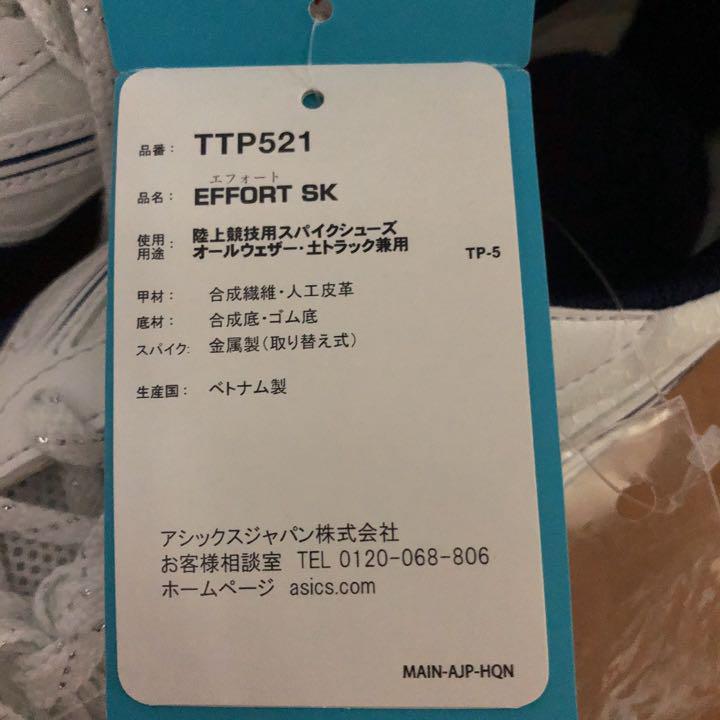 品番： TTP521
エフォート
品名： EFFORT SK
使用用途： 陸上競技用スパイクシューズ
オールウェザー・土トラック兼用 TP-5
甲材： 合成繊維・人工皮革
底材： 合成底・ゴム底
スパイク： 金属製（取り替え式）
生産国： ベトナム製
アシックスジャパン株式会社
お客様相談室 TEL 0120-068-806
ホームページ asics.com
MAIN-AJP-HQN